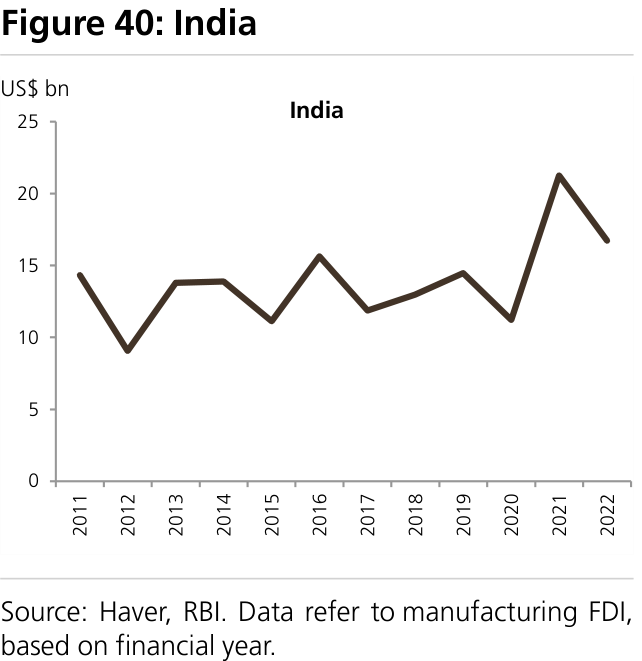 Figure 40: India
US$ bn
India
25
20
15
10
5
0
2011 2012 2013 2014 2015 2016 2017 2018 2019 2020 2021 2022
Source: Haver, RBI. Data refer to manufacturing FDI,
based on financial year.